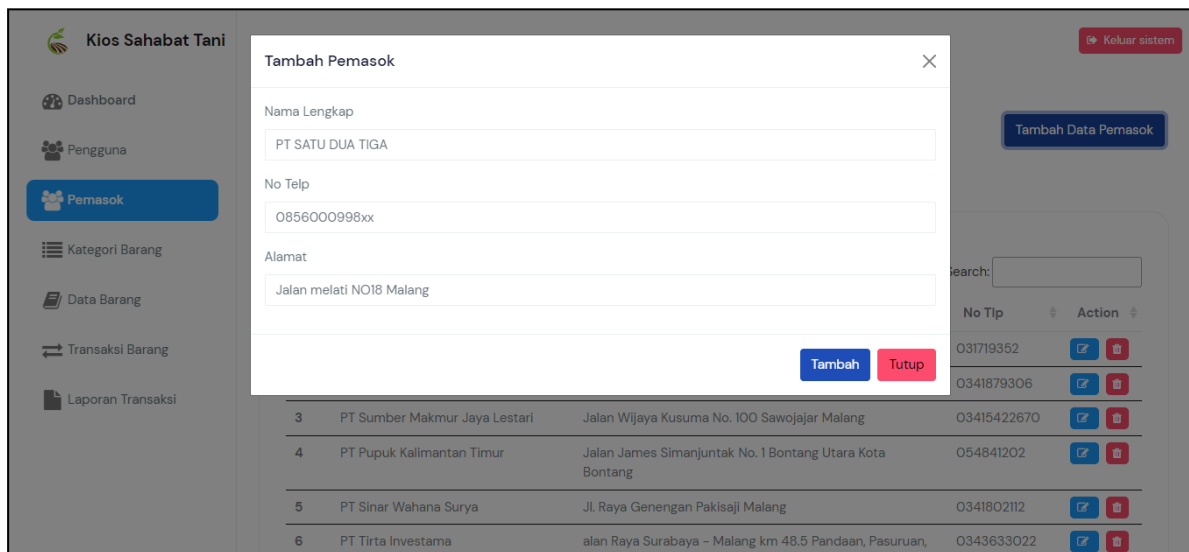 Kios Sahabat Tani
Keluar sistem
Tambah Pemasok
Dashboard
Nama Lengkap
PT SATU DUA TIGA
Tambah Data Pemasok
Pengguna
No Telp
Pemasok
0856000998xx
Kategori Barang
Alamat
Search:
Jalan melati NO18 Malang
Data Barang
No Tlp Action
Transaksi Barang
031719352
Tambah Tutup
0341879306
Laporan Transaksi
3 PT Sumber Makmur Jaya Lestari Jalan Wijaya Kusuma No. 100 Sawojajar Malang 03415422670
4 PT Pupuk Kalimantan Timur Jalan James Simanjuntak No. 1 Bontang Utara Kota 054841202
Bontang
5 PT Sinar Wahana Surya Jl. Raya Genengan Pakisaji Malang 0341802112
6 PT Tirta Investama alan Raya Surabaya - Malang km 48.5 Pandaan, Pasuruan, 0343633022